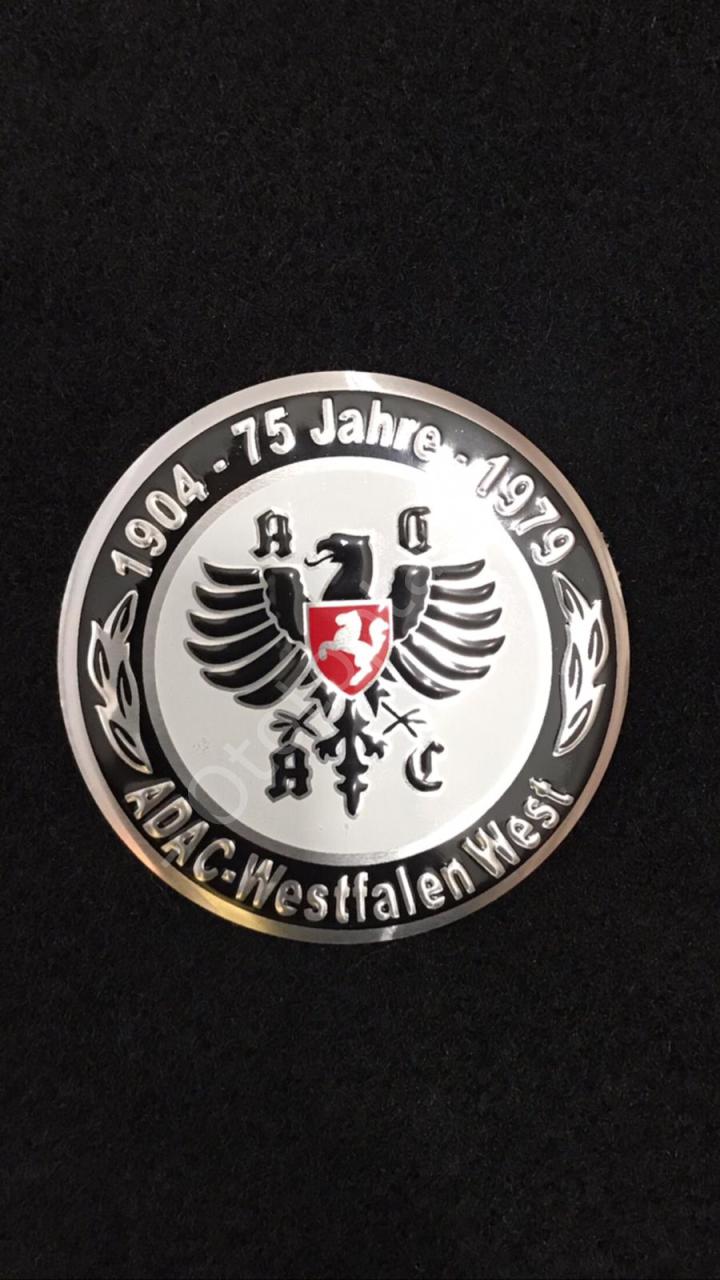 1904 - 75 Jahre - 1979
A D
A C
ADAC-Westfalen West